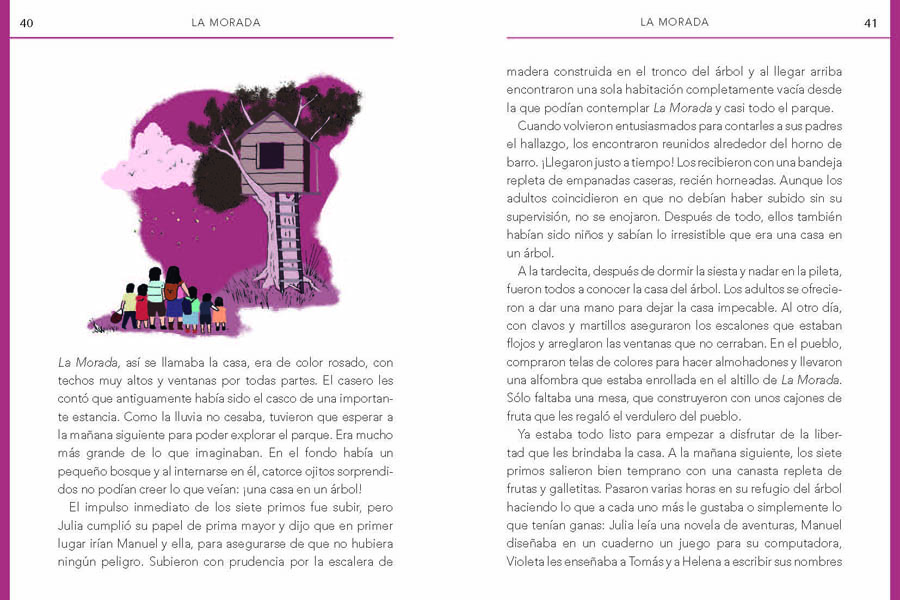 40
LA MORADA
La Morada, así se llamaba la casa, era de color rosado, con
techos muy altos y ventanas por todas partes. El casero les
contó que antiguamente había sido el casco de una importan-
te estancia. Como la lluvia no cesaba, tuvieron que esperar a
la mañana siguiente para poder explorar el parque. Era mucho
más grande de lo que imaginaban. En el fondo había un
pequeño bosque y al internarse en él, catorce ojitos sorprendi-
dos no podían creer lo que veían: ¡una casa en un árbol!
El impulso inmediato de los siete primos fue subir, pero
Julia cumplió su papel de prima mayor y dijo que en primer
lugar irían Manuel y ella, para asegurarse de que no hubiera
ningún peligro. Subieron con prudencia por la escalera de
LA MORADA
41
madera construida en el tronco del árbol y al llegar arriba
encontraron una sola habitación completamente vacía desde
la que podían contemplar La Morada y casi todo el parque.
Cuando volvieron entusiasmados para contarles a sus padres
el hallazgo, los encontraron reunidos alrededor del horno de
barro. ¡Llegaron justo a tiempo! Los recibieron con una bandeja
repleta de empanadas caseras, recién horneadas. Aunque los
adultos coincidieron en que no debían haber subido sin su
supervisión, no se enojaron. Después de todo, ellos también
habían sido niños y sabían lo irresistible que era una casa en
un árbol.
A la tardecita, después de dormir la siesta y nadar en la pileta,
fueron todos a conocer la casa del árbol. Los adultos se ofrecie-
ron a dar una mano para dejar la casa impecable. Al otro día,
con clavos y martillos aseguraron los escalones que estaban
flojos y arreglaron las ventanas que no cerraban. En el pueblo,
compraron telas de colores para hacer almohadones y llevaron
una alfombra que estaba enrollada en el altillo de La Morada.
Sólo faltaba una mesa, que construyeron con unos cajones de
fruta que les regaló el verdulero del pueblo.
Ya estaba todo listo para empezar a disfrutar de la liber-
tad que les brindaba la casa. A la mañana siguiente, los siete
primos salieron bien temprano con una canasta repleta de
frutas y galletitas. Pasaron varias horas en su refugio del árbol
haciendo lo que a cada uno más le gustaba o simplemente lo
que tenían ganas: Julia leía una novela de aventuras, Manuel
diseñaba en un cuaderno un juego para su computadora,
Violeta les enseñaba a Tomás y a Helena a escribir sus nombres